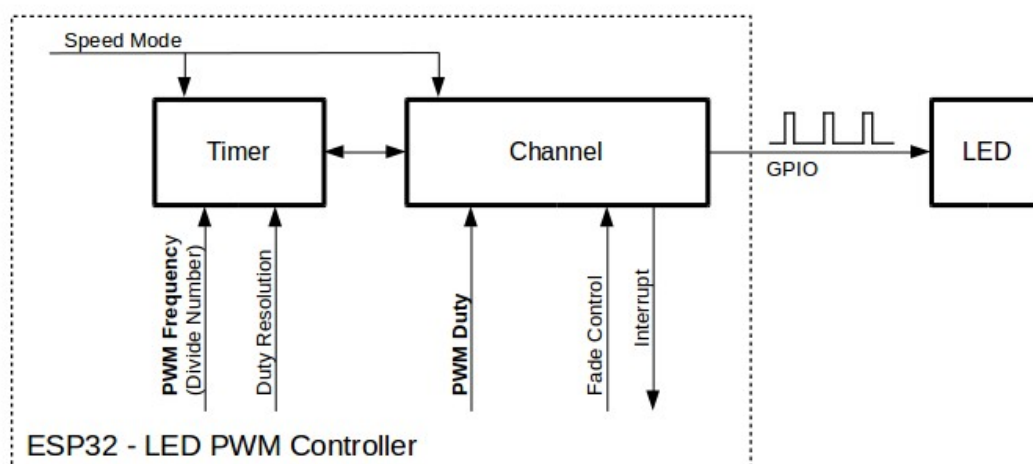 Speed Mode
Timer
Channel
GPIO
LED
PWM Frequency
(Divide Number)
Duty Resolution
PWM Duty
Fade Control
Interrupt
ESP32 - LED PWM Controller